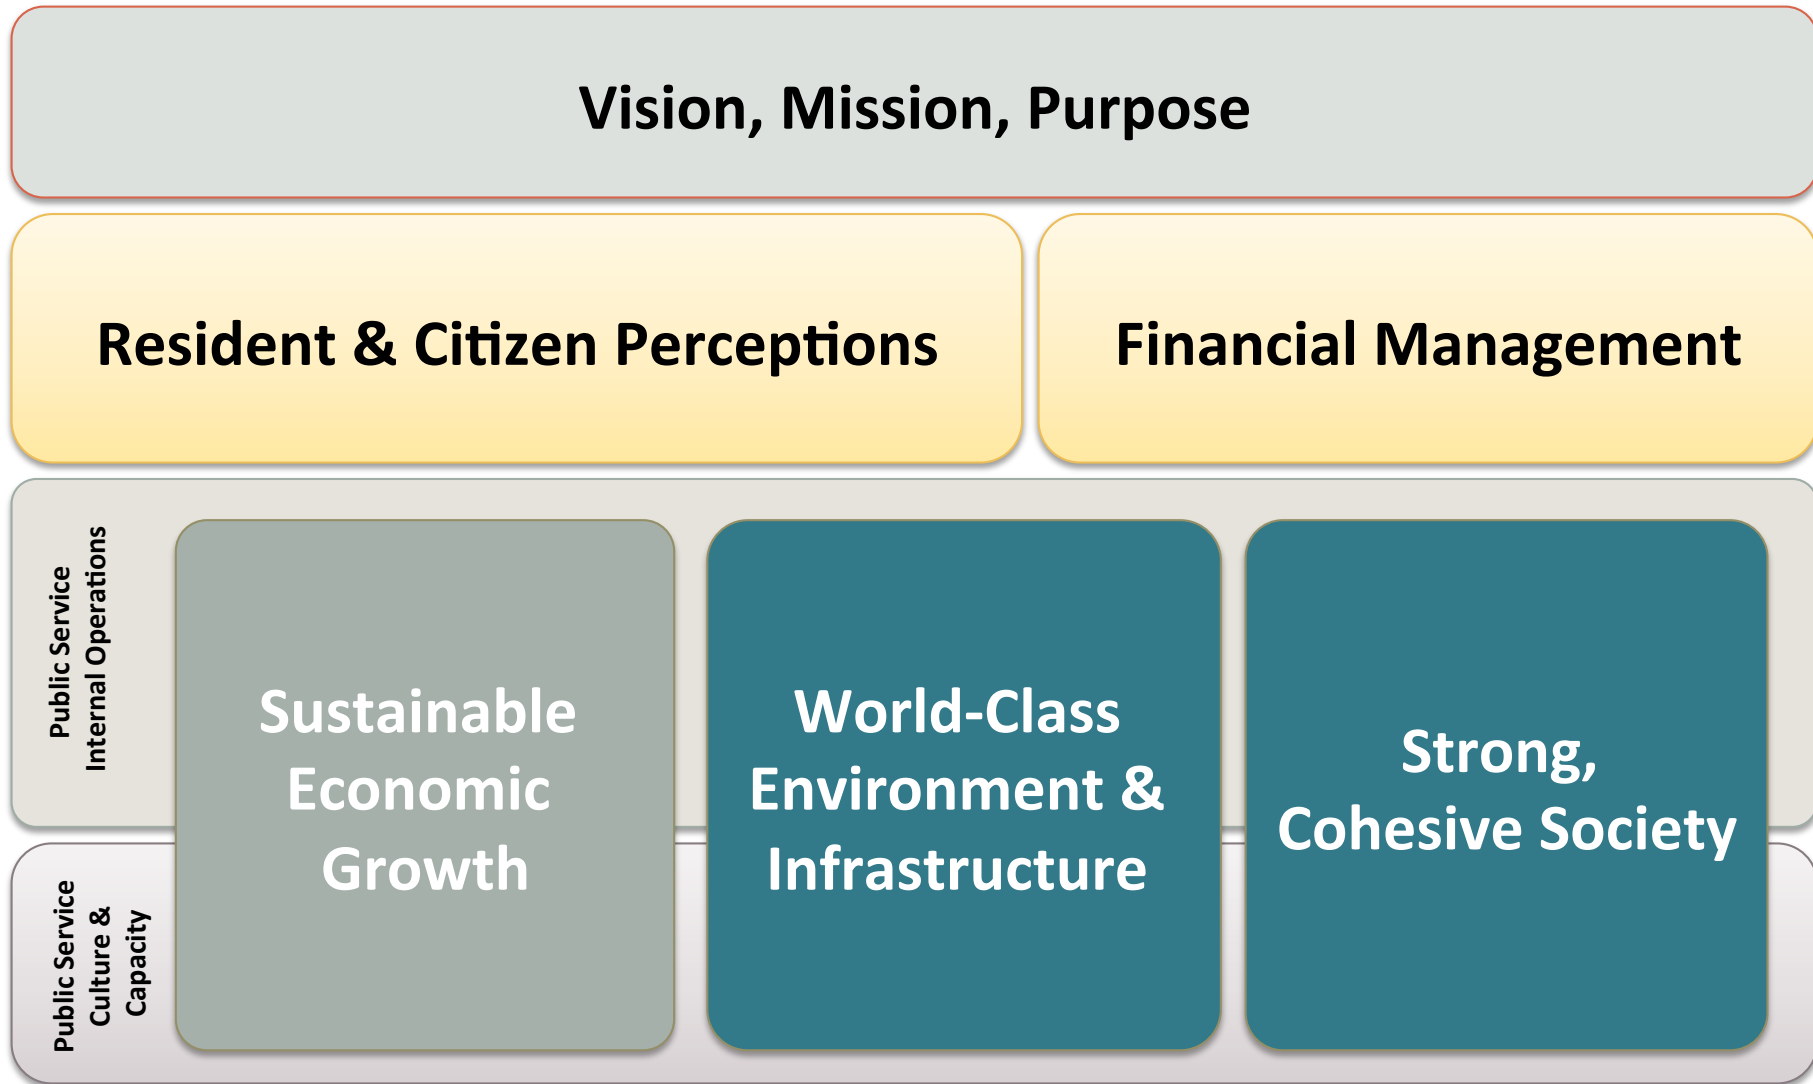 Vision, Mission, Purpose
Resident & Citizen Perceptions
Financial Management
Public Service
Internal Operations
Sustainable
Economic
Growth
World-Class
Environment &
Infrastructure
Strong,
Cohesive Society
Public Service
Culture &
Capacity